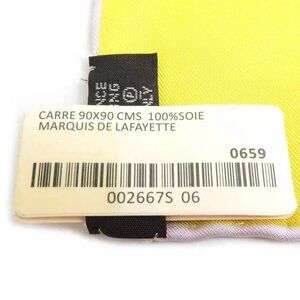 CARRE 90X90 CMS 100%SOIE
MARQUIS DE LAFAYETTE
0659
002667S 06